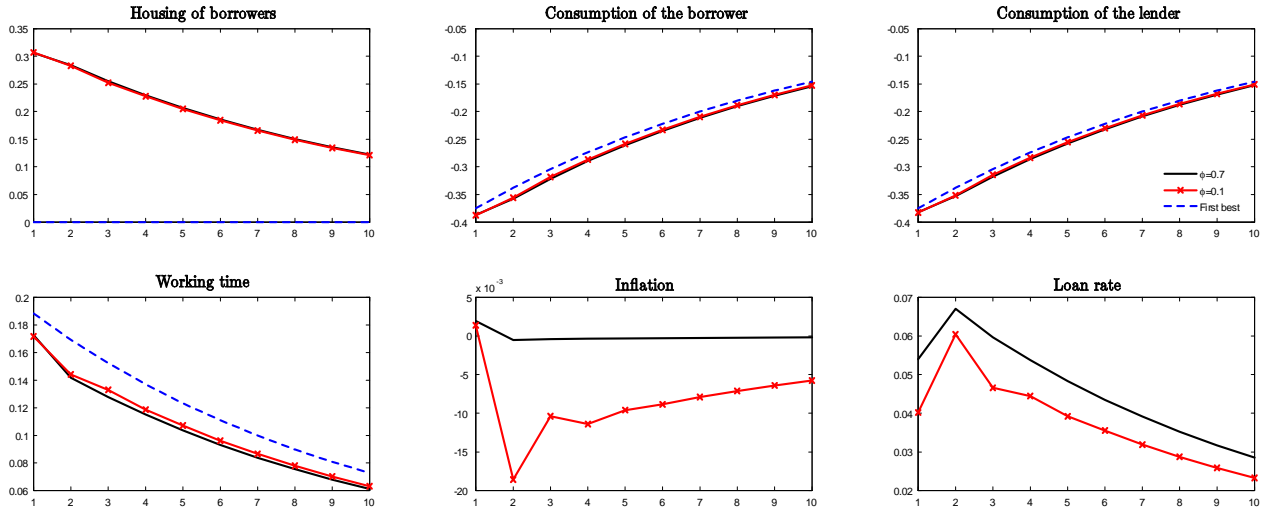 Housing of borrowers
0.35
0.3
0.25
0.2
0.15
0.1
0.05
0
1 2 3 4 5 6 7 8 9 10
Consumption of the borrower
-0.05
-0.1
-0.15
-0.2
-0.25
-0.3
-0.35
-0.4
1 2 3 4 5 6 7 8 9 10
Consumption of the lender
-0.05
-0.1
-0.15
-0.2
-0.25
-0.3
-0.35
-0.4
ϕ=0.7
ϕ=0.1
First best
1 2 3 4 5 6 7 8 9 10
Working time
0.2
0.18
0.16
0.14
0.12
0.1
0.08
0.06
1 2 3 4 5 6 7 8 9 10
Inflation
x 10 -3
5
0
-5
-10
-15
-20
1 2 3 4 5 6 7 8 9 10
Loan rate
0.07
0.06
0.05
0.04
0.03
0.02
1 2 3 4 5 6 7 8 9 10